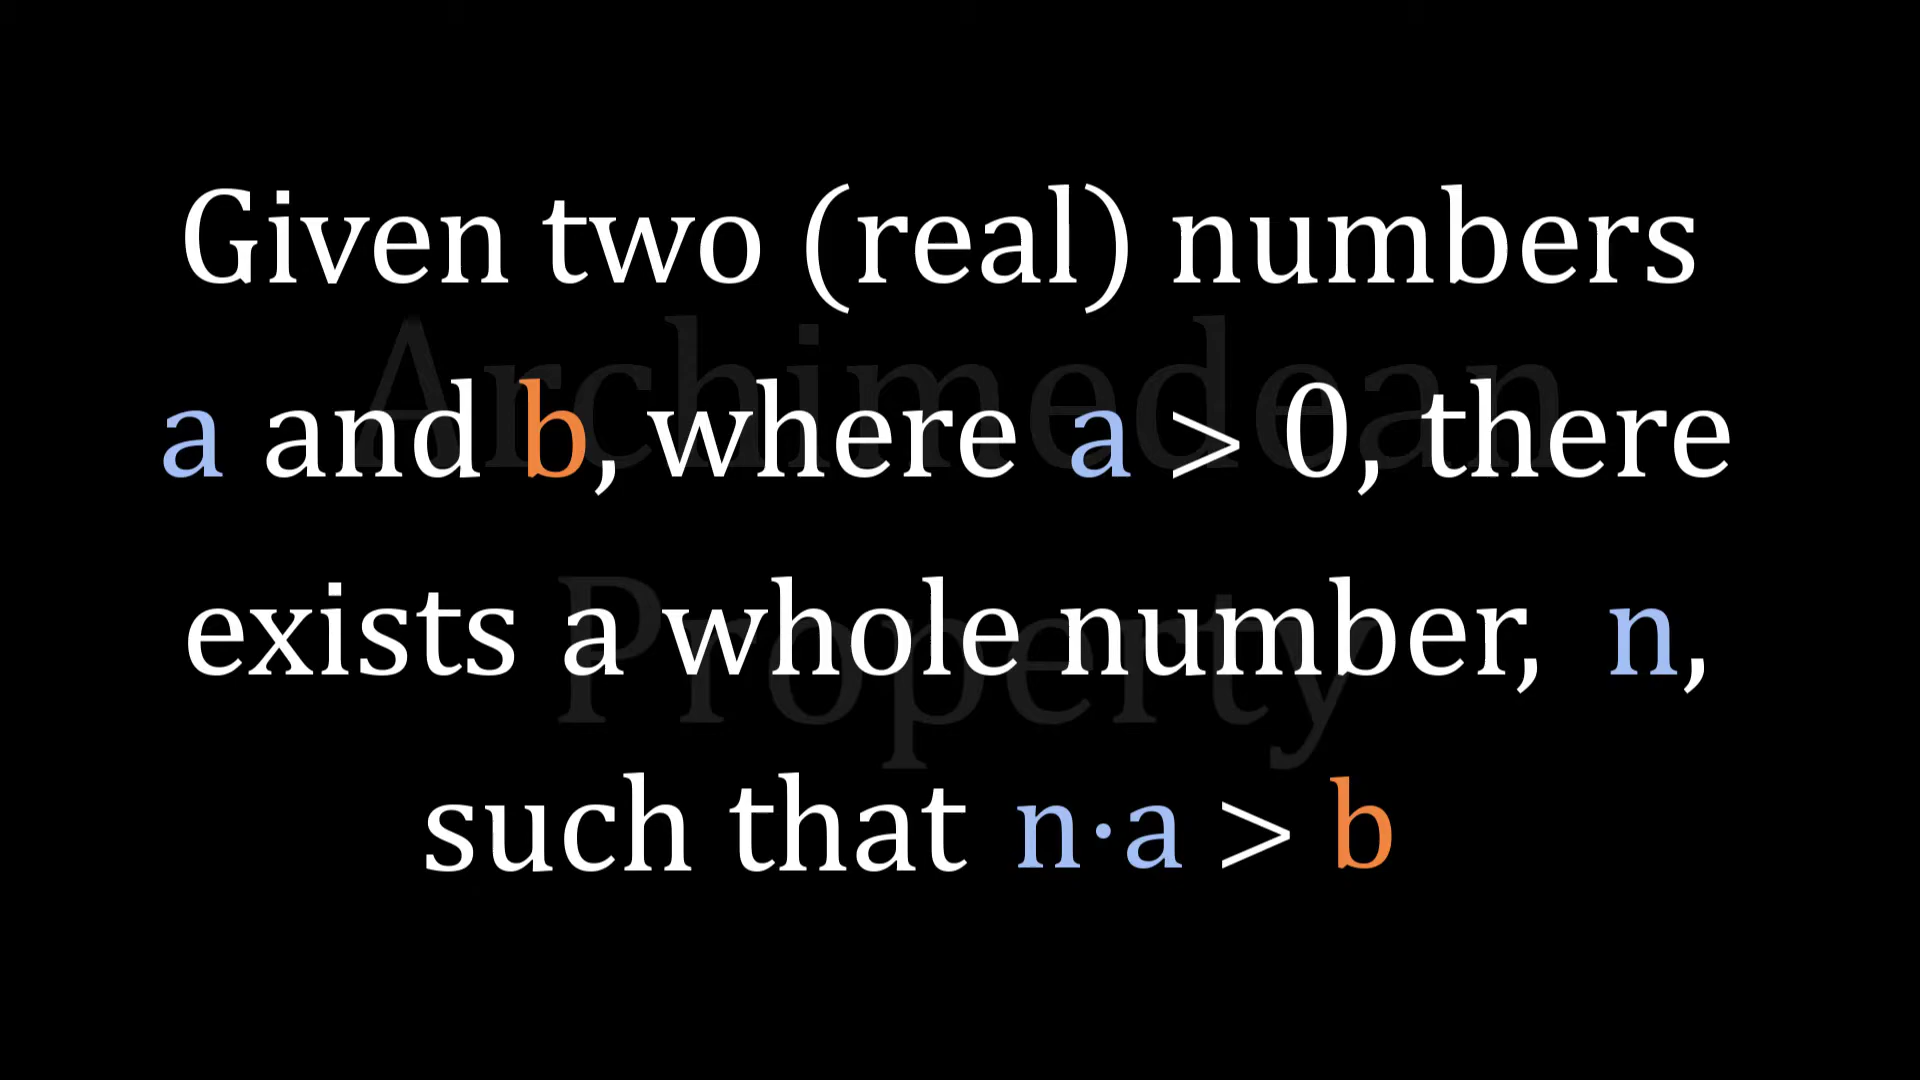 Given two (real) numbers
Archimedean
a and b, where a > 0, there
exists a whole number, n,
Property
such that n·a > b